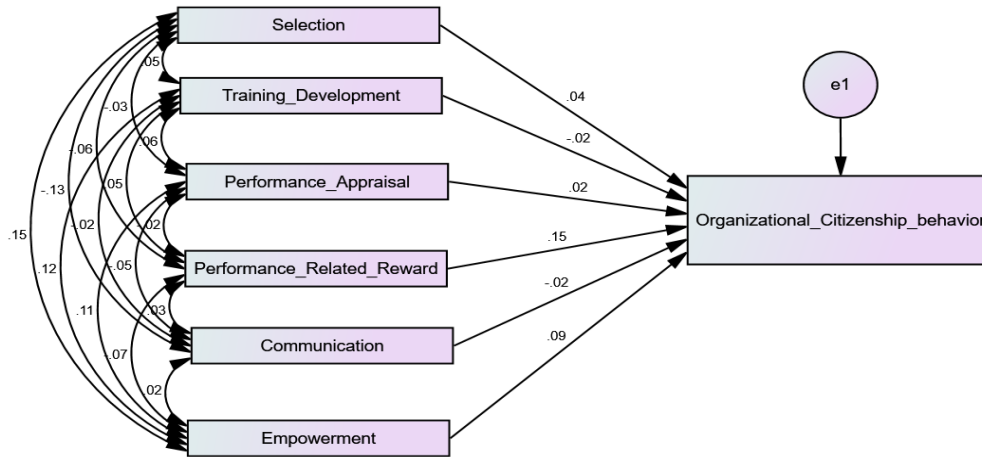 Selection
.05
Training_Development
.04
e1
-.03
-.02
.06
-.06
Performance_Appraisal
.02
Organizational_Citizenship_behavior
-.13
.05
-.02
.02
.15
.15
Performance_Related_Reward
.12
-.05
-.02
.11
.03
Communication
.09
-.07
.02
Empowerment